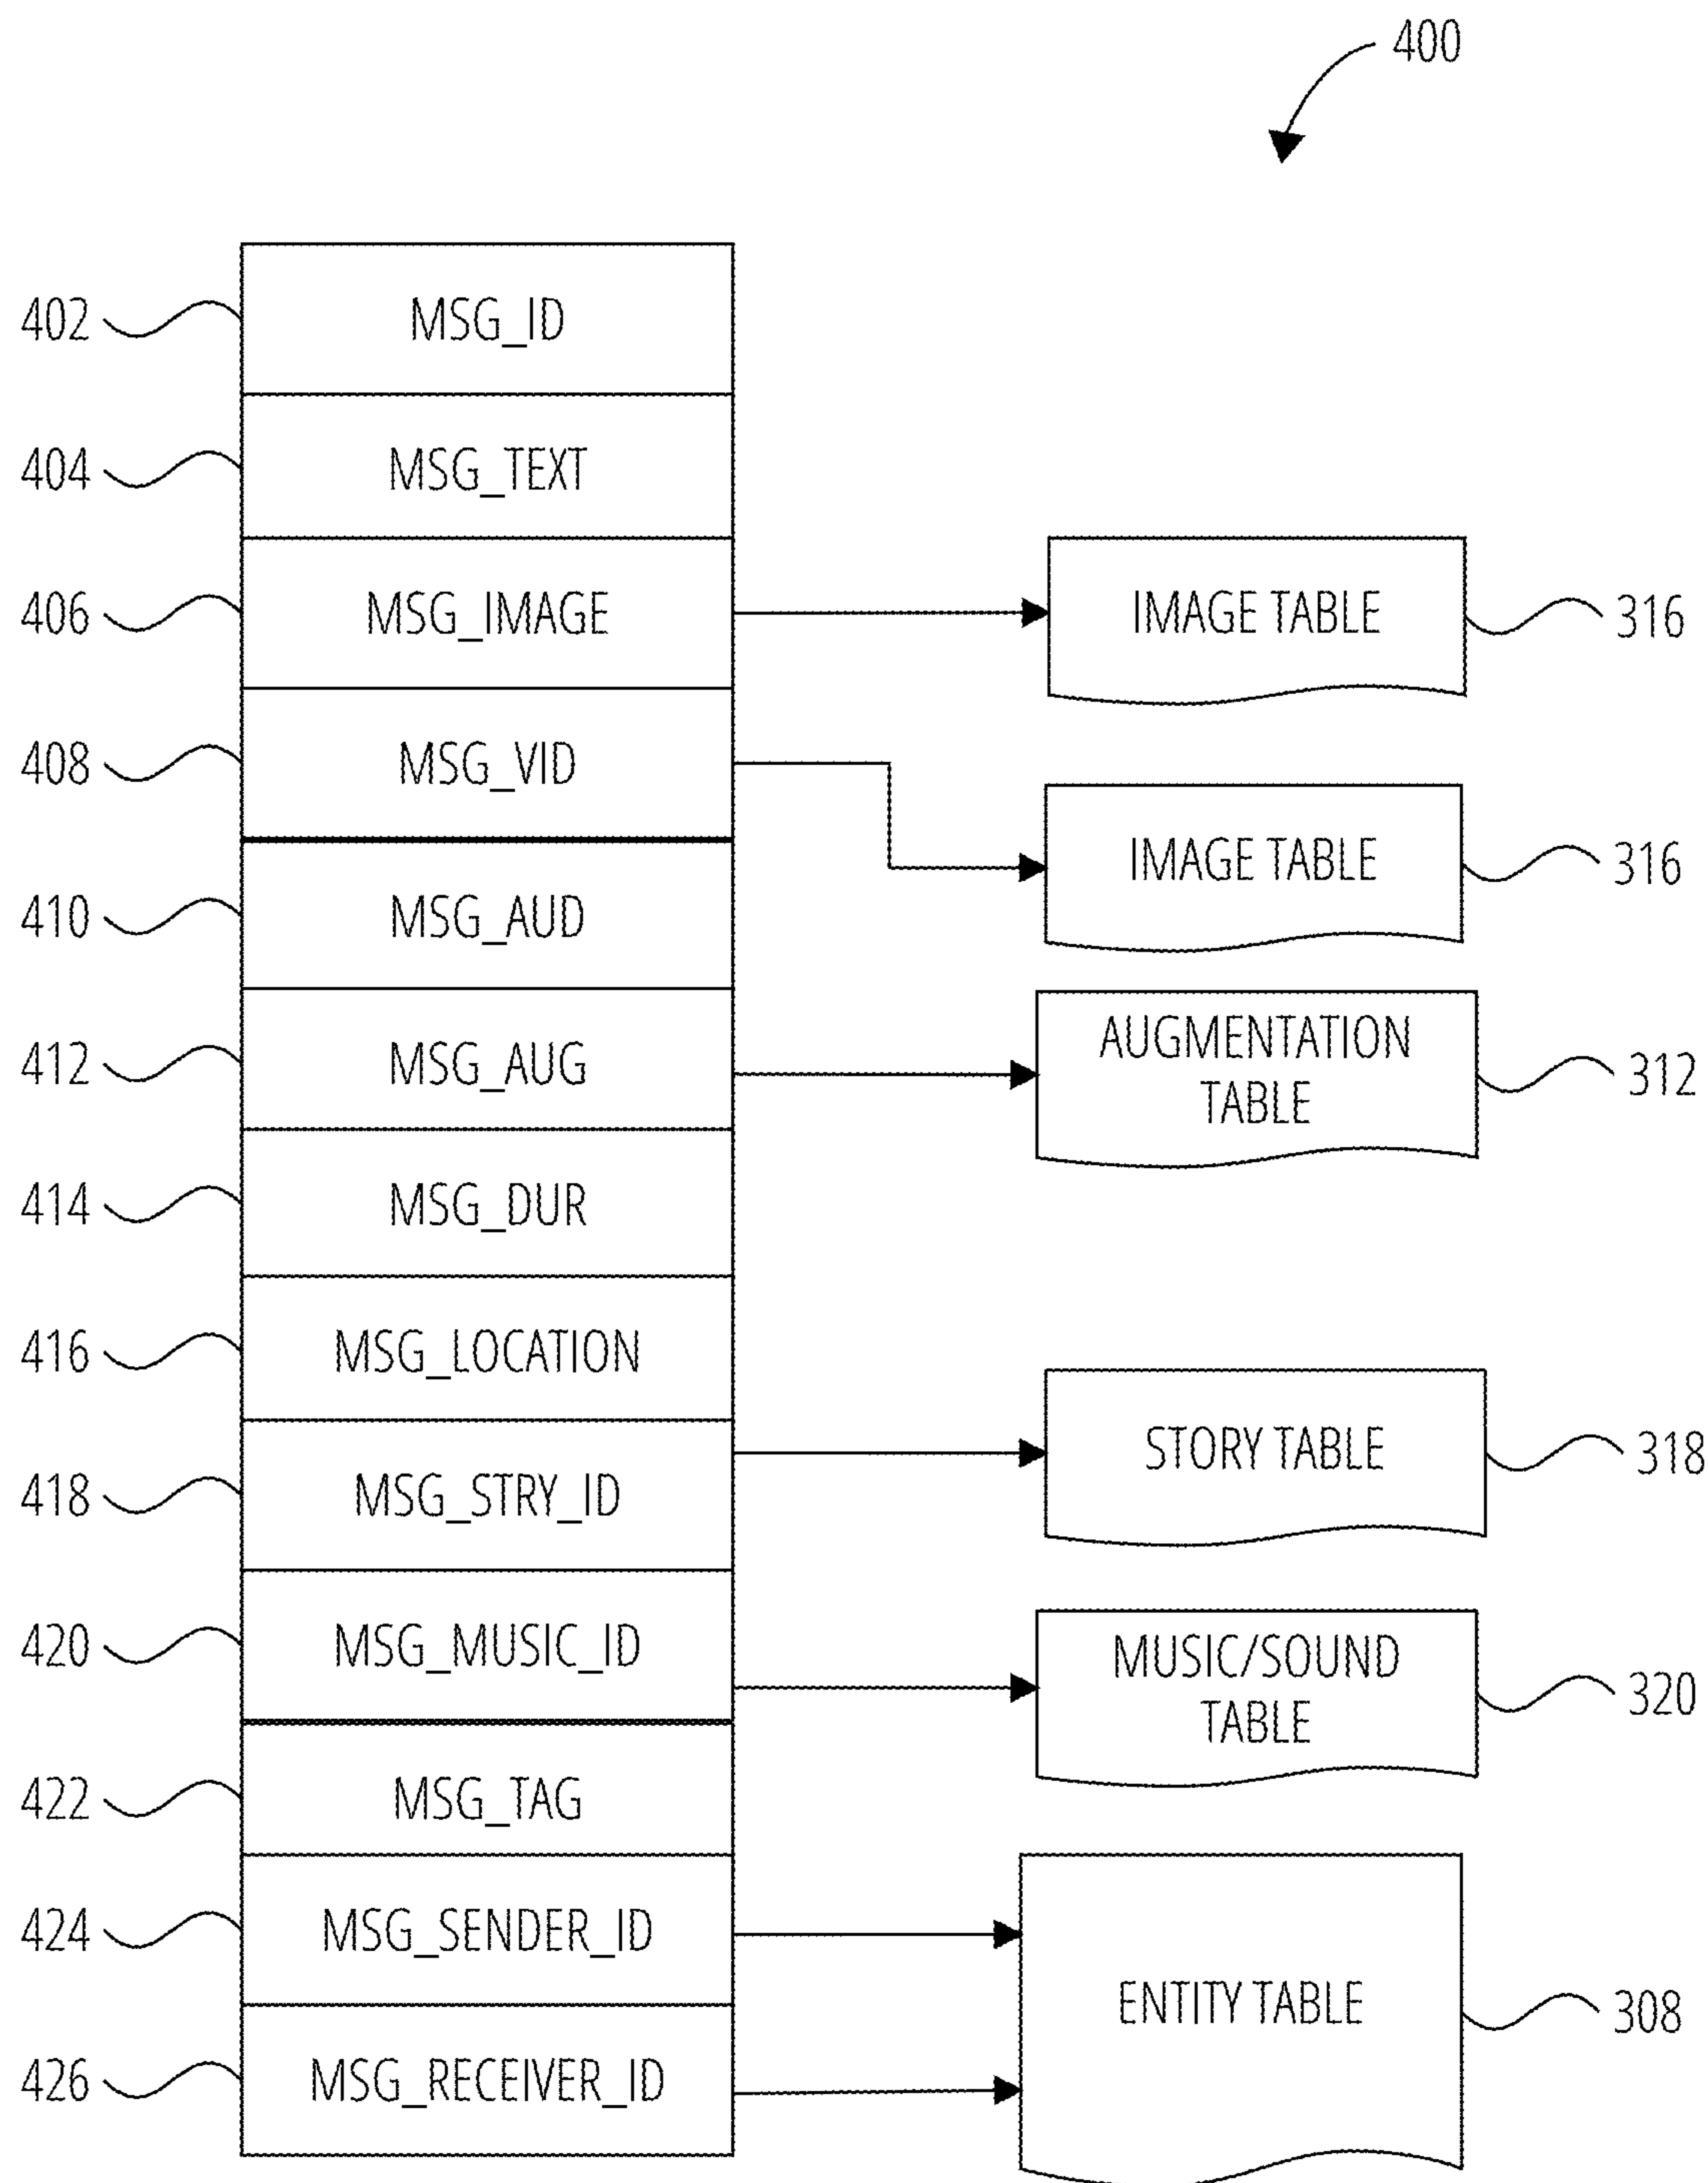 400
402 MSG_ID
404 MSG_TEXT
406 MSG_IMAGE IMAGE TABLE 316
408 MSG_VID
IMAGE TABLE 316
410 MSG_AUD
412 MSG_AUG AUGMENTATION
TABLE 312
414 MSG_DUR
416 MSG_LOCATION
STORY TABLE 318
418 MSG_STRY_ID
420 MSG_MUSIC_ID MUSIC/SOUND
TABLE 320
422 MSG_TAG
424 MSG_SENDER_ID
ENTITY TABLE 308
426 MSG_RECEIVER_ID